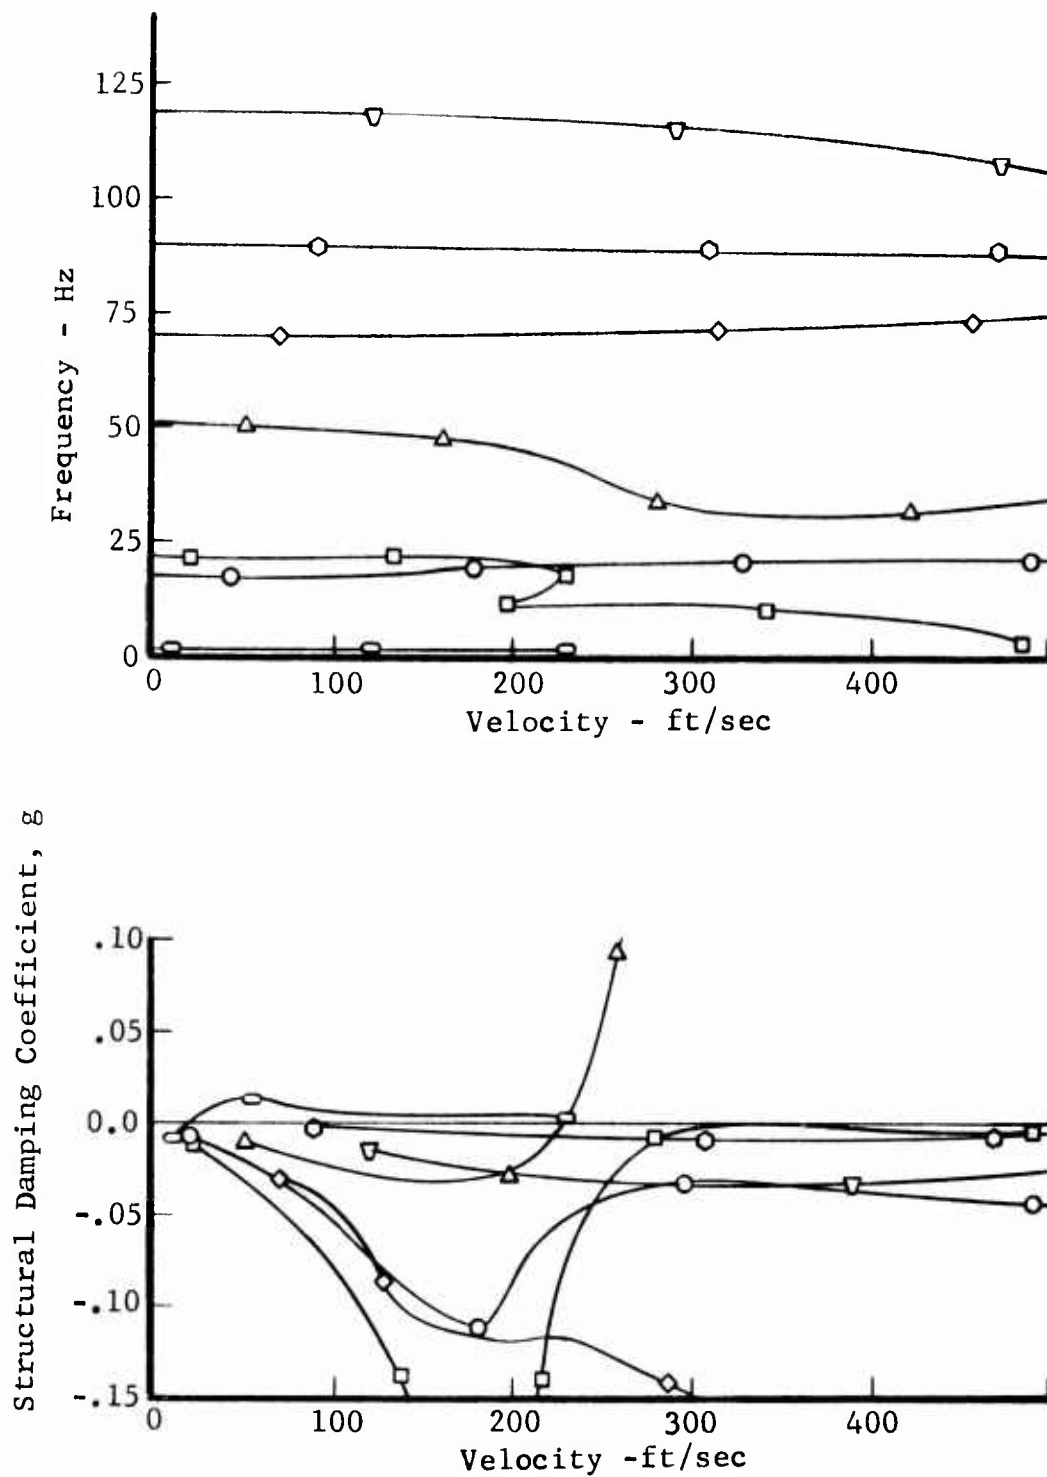 Frequency - Hz
125
100
75
50
25
0
0 100 200 300 400
Velocity - ft/sec
Structural Damping Coefficient, g
.10
.05
0.0
-.05
-.10
-.15
0 100 200 300 400
Velocity -ft/sec